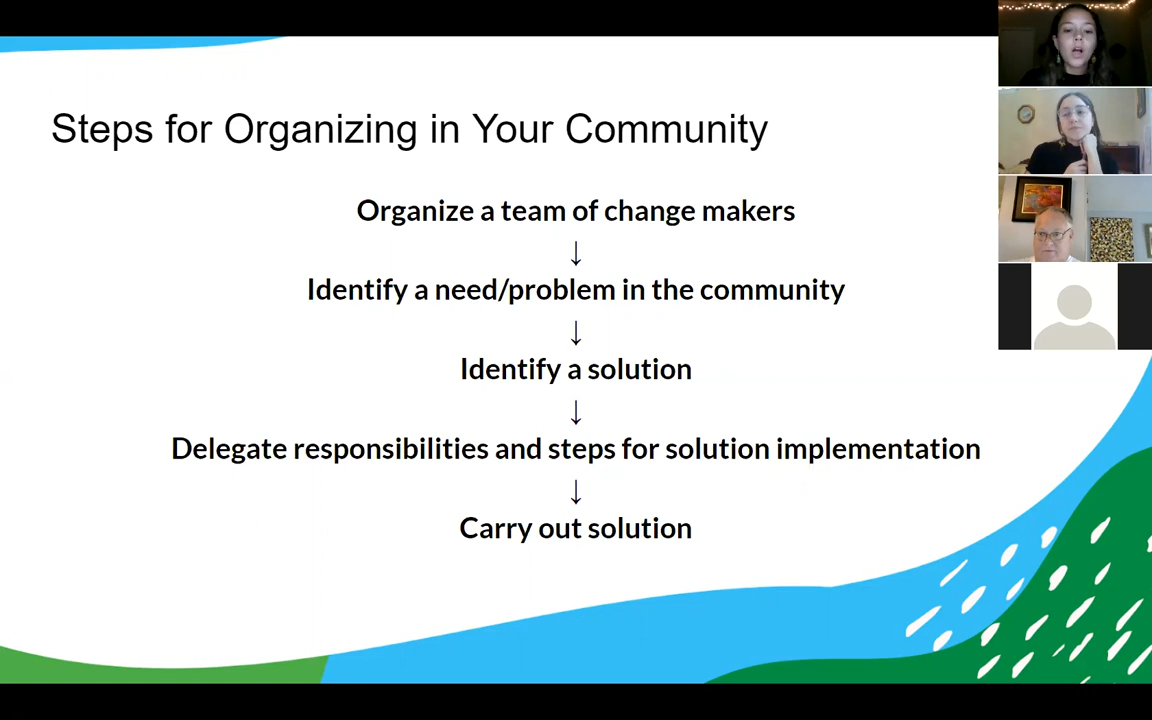 Steps for Organizing in Your Community
Organize a team of change makers
↓
Identify a need/problem in the community
↓
Identify a solution
↓
Delegate responsibilities and steps for solution implementation
↓
Carry out solution